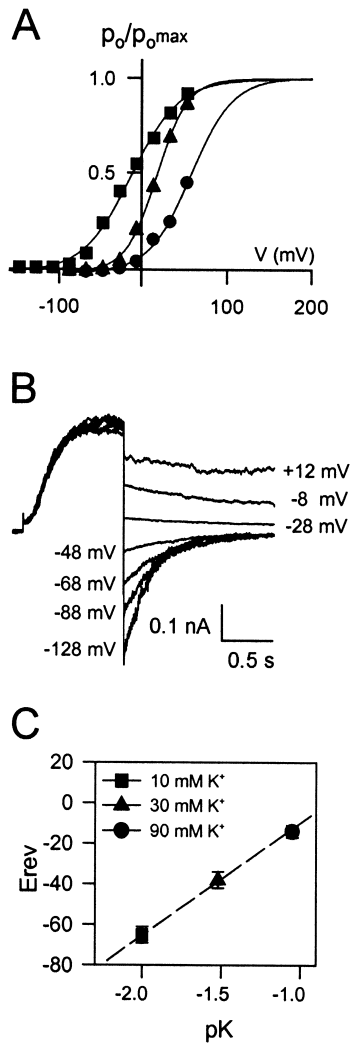 A
pₒ/pₒmax
1.0
0.5
V (mV)
-100 0 100 200
B
+12 mV
-8 mV
-28 mV
-48 mV
-68 mV
-88 mV
-128 mV
0.1 nA
0.5 s
C
20
0
-20
-40
-60
-80
Erev
10 mM K⁺
30 mM K⁺
90 mM K⁺
-2.0 -1.5 -1.0
pK